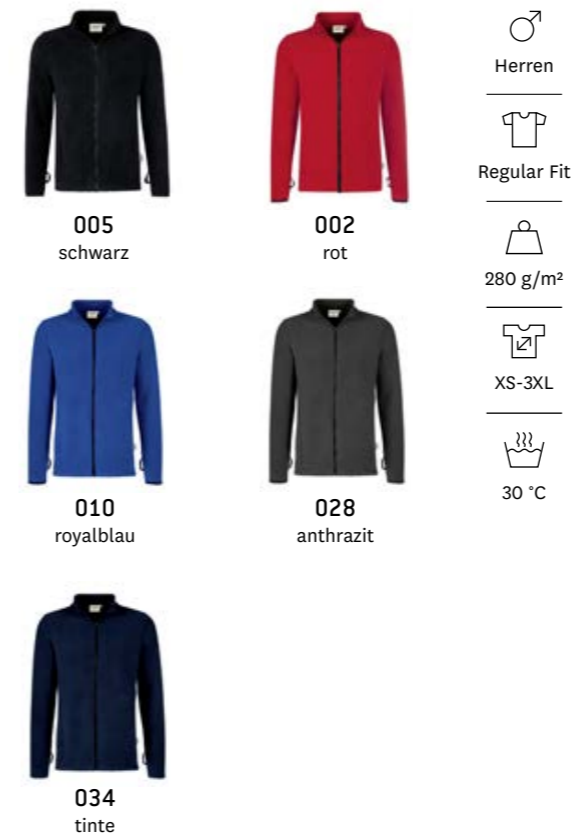 005
schwarz
002
rot
010
royalblau
028
anthrazit
034
tinte
Herren
Regular Fit
280 g/m²
XS-3XL
30 °C